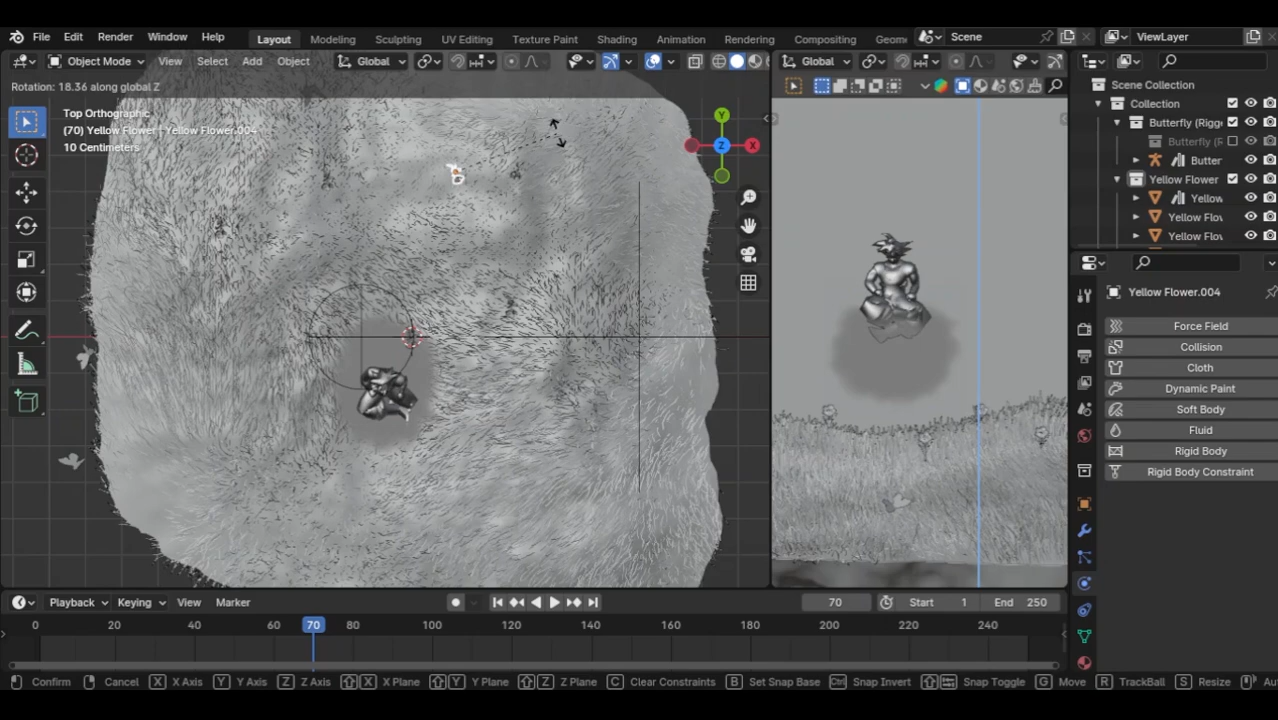 File Edit Render Window Help Layout Modeling Sculpting UV Editing Texture Paint Shading Animation Rendering Compositing Geome Scene ViewLayer
Object Mode View Select Add Object Global Global
Rotation: 18.36 along global Z
Top Orthographic
(70) Yellow Flower | Yellow Flower.004
10 Centimeters
Y
Z
X
Scene Collection
Collection
Butterfly (Rigge
Butterfly (R
Butter
Yellow Flower
Yellow
Yellow Flov
Yellow Flov
Yellow Flower.004
Force Field
Collision
Cloth
Dynamic Paint
Soft Body
Fluid
Rigid Body
Rigid Body Constraint
Playback Keying View Marker 70 Start 1 End 250
0 20 40 60 70 80 100 120 140 160 180 200 220 240
Confirm Cancel X X Axis Y Y Axis Z Z Axis X X Plane Y Y Plane Z Z Plane C Clear Constraints B Set Snap Base Ctrl Snap Invert Snap Toggle G Move R TrackBall S Resize Au